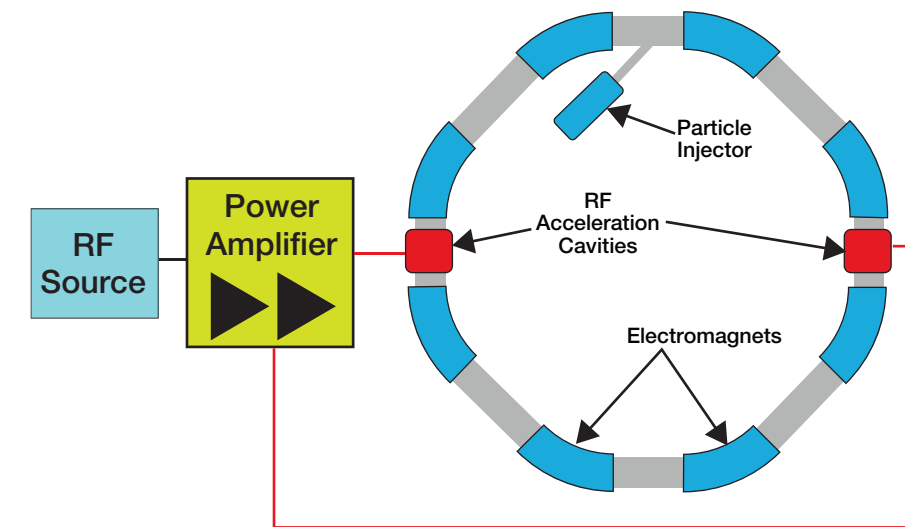 Particle
Injector
RF
Acceleration
Cavities
Power
Amplifier
RF
Source
Electromagnets